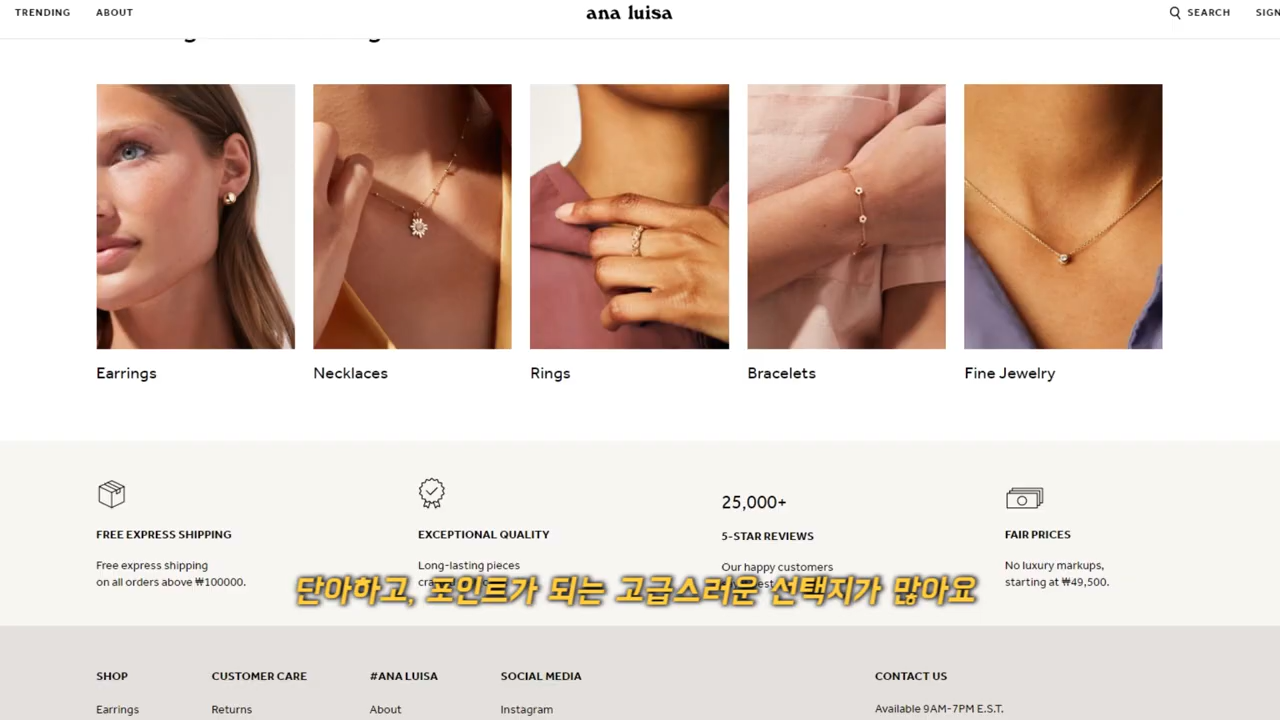 TRENDING ABOUT ana luisa SEARCH SIGN
Earrings Necklaces Rings Bracelets Fine Jewelry
25,000+
FREE EXPRESS SHIPPING EXCEPTIONAL QUALITY 5-STAR REVIEWS FAIR PRICES
Free express shipping Long-lasting pieces Our happy customers No luxury markups,
on all orders above ₩100000. starting at ₩49,500.
단아하고, 포인트가 되는 고급스러운 선택지가 많아요
SHOP CUSTOMER CARE #ANA LUISA SOCIAL MEDIA CONTACT US
Earrings Returns About Instagram Available 9AM-7PM E.S.T.